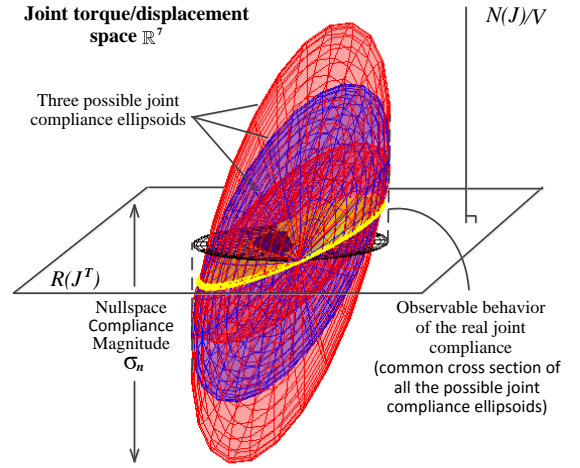 Joint torque/displacement
space ℝ⁷
N(J)/V
Three possible joint
compliance ellipsoids
R(Jᵀ)
Nullspace
Compliance
Magnitude
σₙ
Observable behavior
of the real joint
compliance
(common cross section of
all the possible joint
compliance ellipsoids)